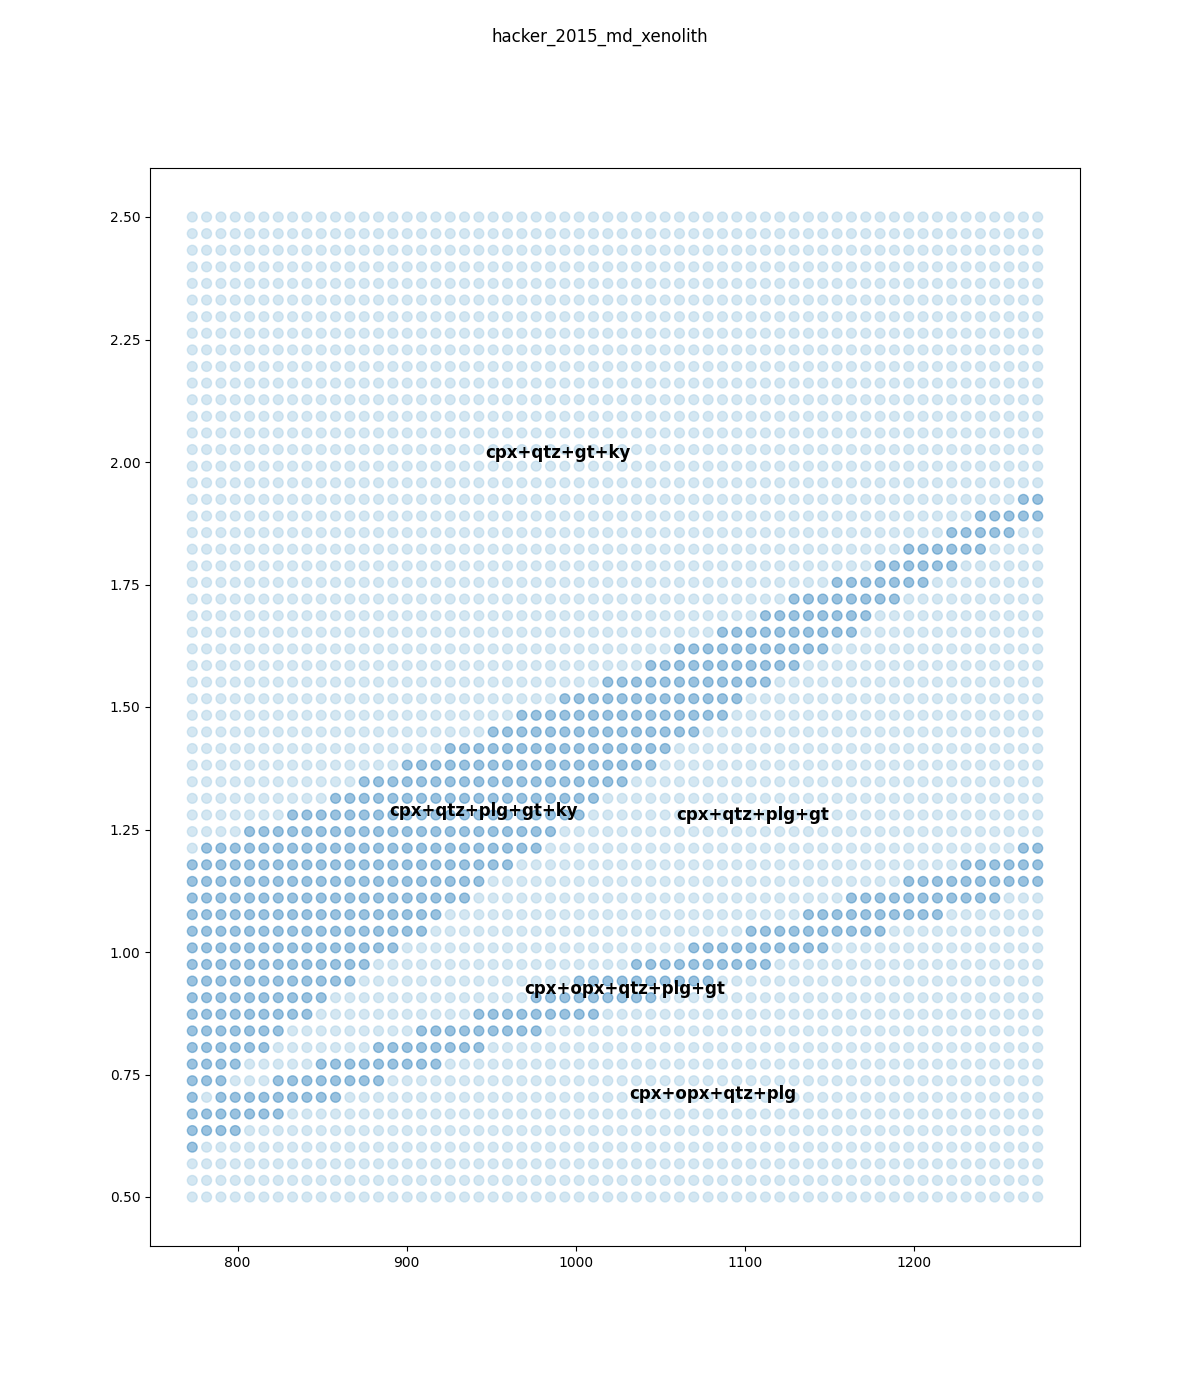 hacker_2015_md_xenolith
2.50
2.25
2.00
cpx+qtz+gt+ky
1.75
1.50
1.25
cpx+qtz+plg+gt+ky
cpx+qtz+plg+gt
1.00
cpx+opx+qtz+plg+gt
0.75
cpx+opx+qtz+plg
0.50
800 900 1000 1100 1200